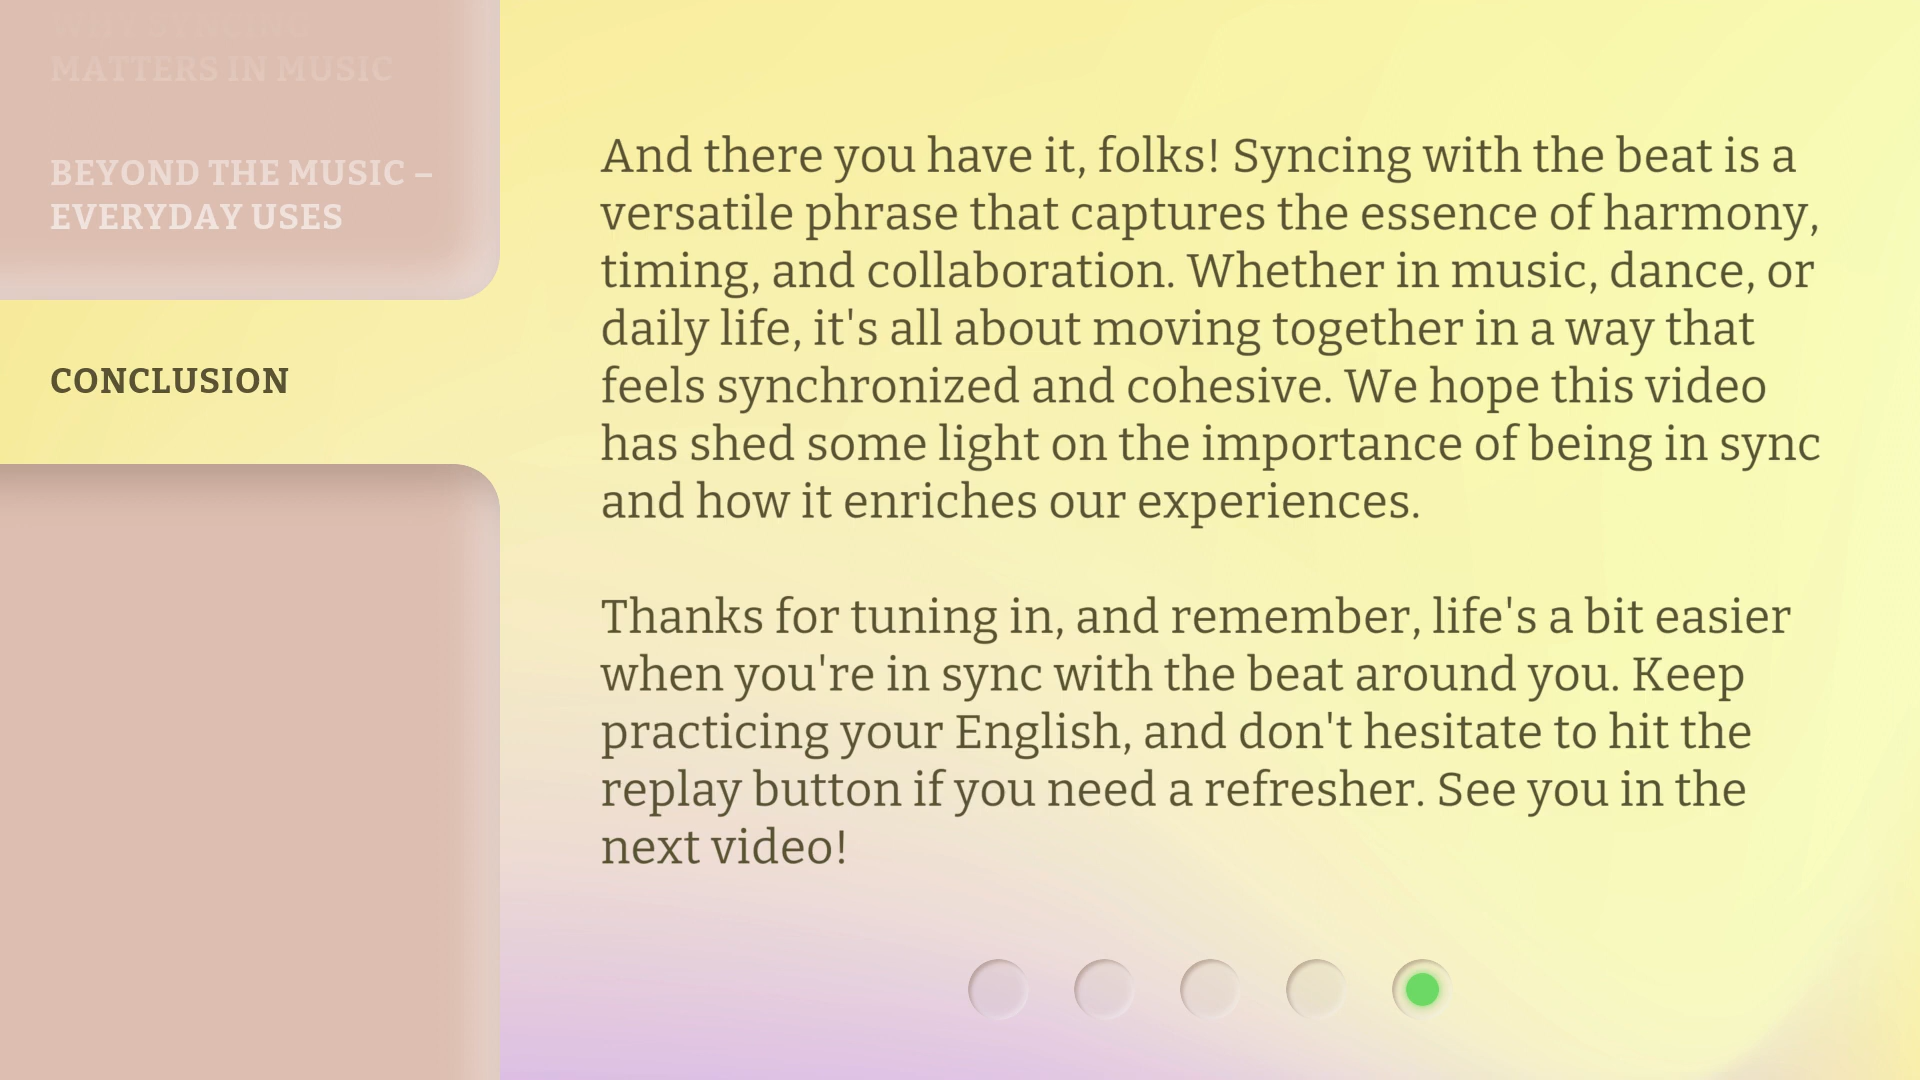 WHY SYNCING
MATTERS IN MUSIC
BEYOND THE MUSIC –
EVERYDAY USES
CONCLUSION
And there you have it, folks! Syncing with the beat is a
versatile phrase that captures the essence of harmony,
timing, and collaboration. Whether in music, dance, or
daily life, it's all about moving together in a way that
feels synchronized and cohesive. We hope this video
has shed some light on the importance of being in sync
and how it enriches our experiences.
Thanks for tuning in, and remember, life's a bit easier
when you're in sync with the beat around you. Keep
practicing your English, and don't hesitate to hit the
replay button if you need a refresher. See you in the
next video!